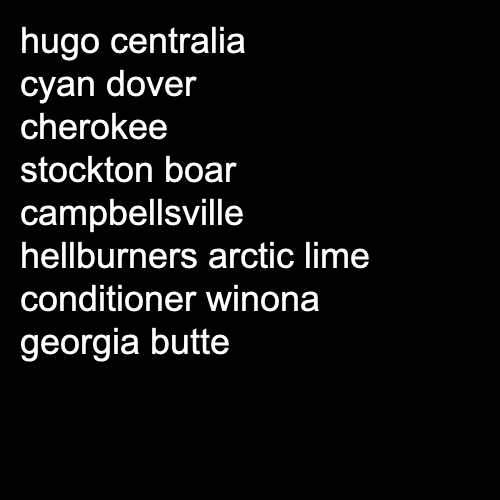 hugo centralia
cyan dover
cherokee
stockton boar
campbellsville
hellburners arctic lime
conditioner winona
georgia butte